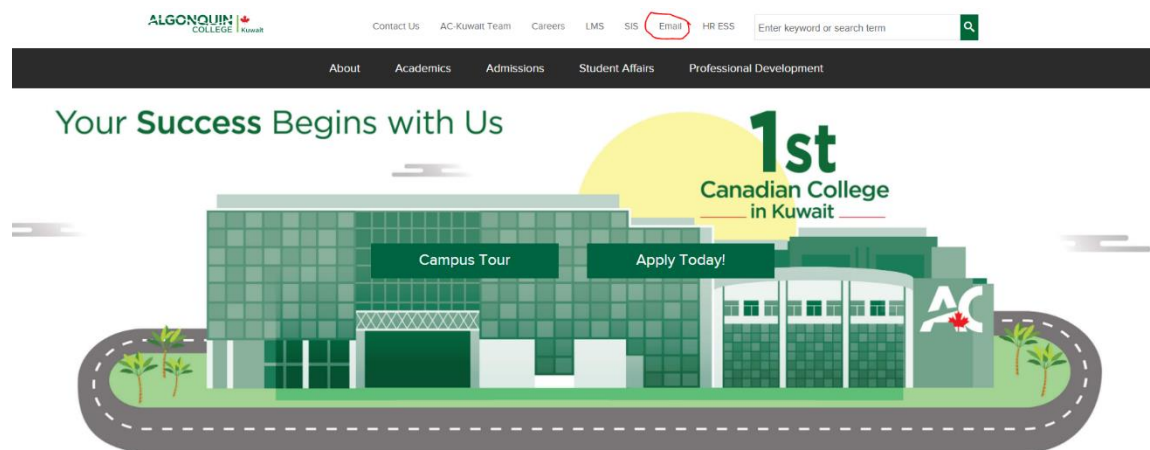 ALGONQUIN
COLLEGE Kuwait
Contact Us AC-Kuwait Team Careers LMS SIS Email HR ESS Enter keyword or search term
About Academics Admissions Student Affairs Professional Development
Your Success Begins with Us
1st
Canadian College
in Kuwait
Campus Tour Apply Today!
AC